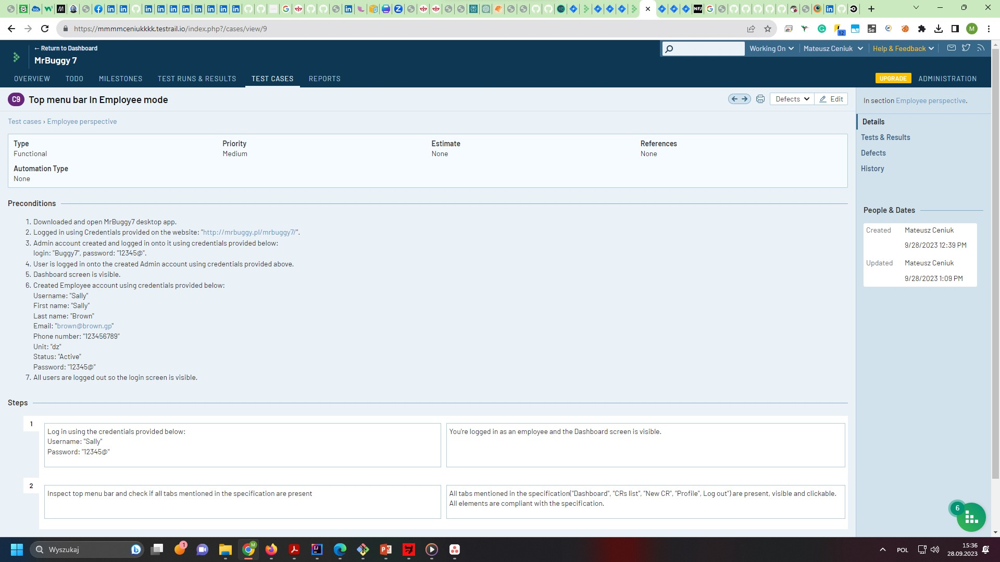 https://mmmmceniukkkk.testrail.io/index.php?/cases/view/9
12
Se
M
← Return to Dashboard
MrBuggy 7
Working On
Mateusz Ceniuk
Help & Feedback
OVERVIEW
TODO
MILESTONES
TEST RUNS & RESULTS
TEST CASES
REPORTS
UPGRADE
ADMINISTRATION
C9
Top menu bar in Employee mode
Defects
Edit
In section Employee perspective.
Test cases › Employee perspective
Details
Tests & Results
Defects
History
Type
Functional
Priority
Medium
Estimate
None
References
None
Automation Type
None
Preconditions
1. Downloaded and open MrBuggy7 desktop app.
2. Logged in using Credentials provided on the website: "http://mrbuggy.pl/mrbuggy7/".
3. Admin account created and logged in onto it using credentials provided below:
login: "Buggy7", password: "12345@".
4. User is logged in onto the created Admin account using credentials provided above.
5. Dashboard screen is visible.
6. Created Employee account using credentials provided below:
Username: "Sally"
First name: "Sally"
Last name: "Brown"
Email: "brown@brown.gp"
Phone number: "123456789"
Unit: "dz"
Status: "Active"
Password: "12345@"
7. All users are logged out so the login screen is visible.
People & Dates
Created
Mateusz Ceniuk
9/28/2023 12:39 PM
Updated
Mateusz Ceniuk
9/28/2023 1:09 PM
Steps
1
Log in using the credentials provided below:
Username: "Sally"
Password: "12345@"
You're logged in as an employee and the Dashboard screen is visible.
2
Inspect top menu bar and check if all tabs mentioned in the specification are present
All tabs mentioned in the specification("Dashboard", "CRs list", "New CR", "Profile", Log out") are present, visible and clickable.
All elements are compliant with the specification.
6
Wyszukaj
1
M
POL
15:36
28.09.2023